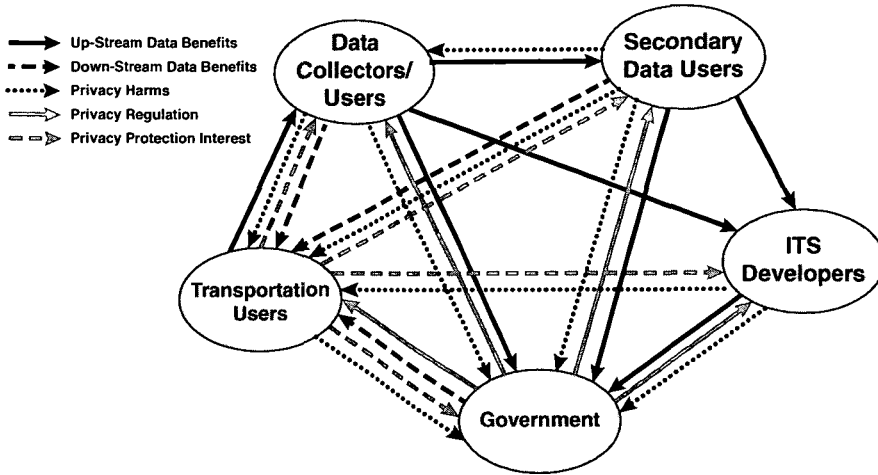 Up-Stream Data Benefits
Down-Stream Data Benefits
Privacy Harms
Privacy Regulation
Privacy Protection Interest
Data
Collectors/
Users
Secondary
Data Users
ITS
Developers
Transportation
Users
Government